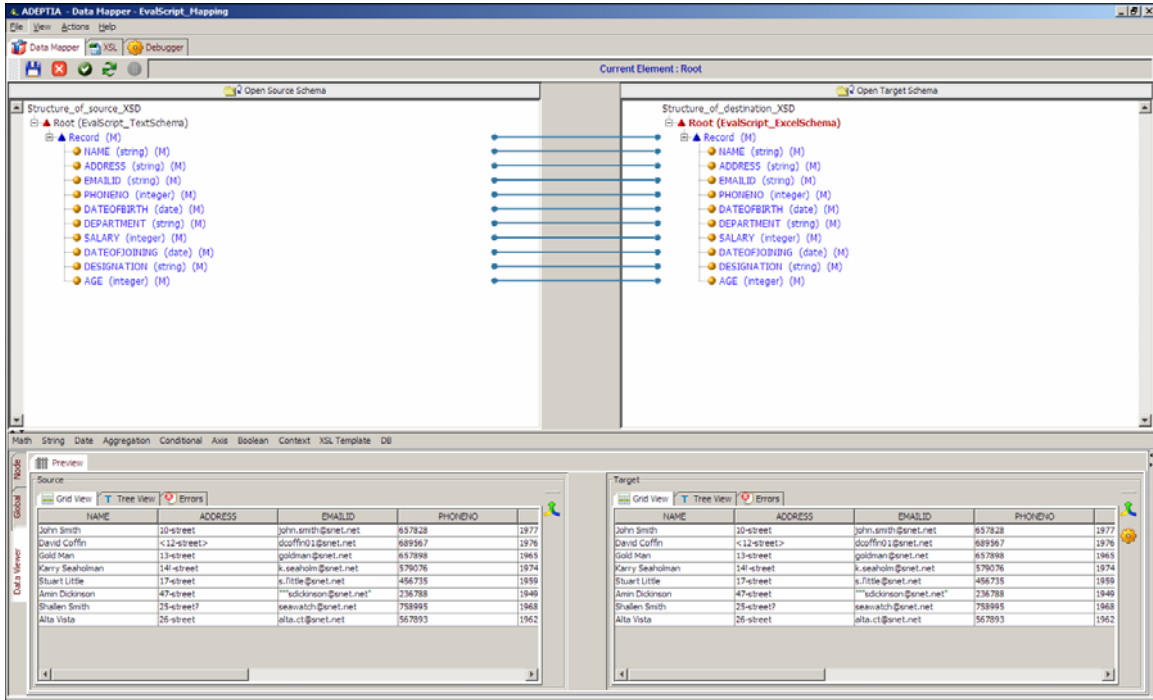 ADEPTIA - Data Mapper - EvalScript_Mapping
File View Actions Help
Data Mapper XSL Debugger
Current Element : Root
Open Source Schema
Structure_of_source_XSD
Root (EvalScript_TextSchema)
Record (M)
NAME (string) (M)
ADDRESS (string) (M)
EMAILID (string) (M)
PHONENO (integer) (M)
DATEOFBIRTH (date) (M)
DEPARTMENT (string) (M)
SALARY (integer) (M)
DATEOFJOINING (date) (M)
DESIGNATION (string) (M)
AGE (integer) (M)
Open Target Schema
Structure_of_destination_XSD
Root (EvalScript_ExcelSchema)
Record (M)
NAME (string) (M)
ADDRESS (string) (M)
EMAILID (string) (M)
PHONENO (integer) (M)
DATEOFBIRTH (date) (M)
DEPARTMENT (string) (M)
SALARY (integer) (M)
DATEOFJOINING (date) (M)
DESIGNATION (string) (M)
AGE (integer) (M)
Math String Date Aggregation Conditional Axis Boolean Context XSL Template DB
Node
Global
Data Viewer
Preview
Source
Grid View T Tree View Errors
NAME ADDRESS EMAILID PHONENO
John Smith 10-street john.smith@snet.net 657828 1977
David Coffin <12-street> dcoffin01@snet.net 689567 1976
Gold Man 13-street goldman@snet.net 657898 1965
Karry Seaholman 14!-street k.seaholm@snet.net 579076 1974
Stuart Little 17-street s.little@snet.net 456735 1959
Amin Dickinson 47-street """sdickinson@snet.net" 236788 1949
Shallen Smith 25-street? seawatch@snet.net 758995 1968
Alta Vista 26-street alta.ct@snet.net 567893 1962
Target
Grid View T Tree View Errors
NAME ADDRESS EMAILID PHONENO
John Smith 10-street john.smith@snet.net 657828 1977
David Coffin <12-street> dcoffin01@snet.net 689567 1976
Gold Man 13-street goldman@snet.net 657898 1965
Karry Seaholman 14!-street k.seaholm@snet.net 579076 1974
Stuart Little 17-street s.little@snet.net 456735 1959
Amin Dickinson 47-street """sdickinson@snet.net" 236788 1949
Shallen Smith 25-street? seawatch@snet.net 758995 1968
Alta Vista 26-street alta.ct@snet.net 567893 1962